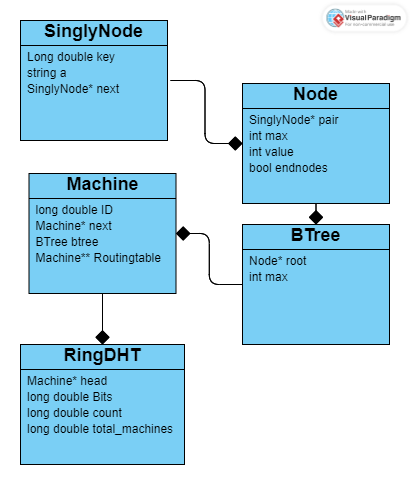 Made with
Visual Paradigm
For non-commercial use
SinglyNode
Long double key
string a
SinglyNode* next
Node
SinglyNode* pair
int max
int value
bool endnodes
Machine
long double ID
Machine* next
BTree btree
Machine** Routingtable
BTree
Node* root
int max
RingDHT
Machine* head
long double Bits
long double count
long double total_machines